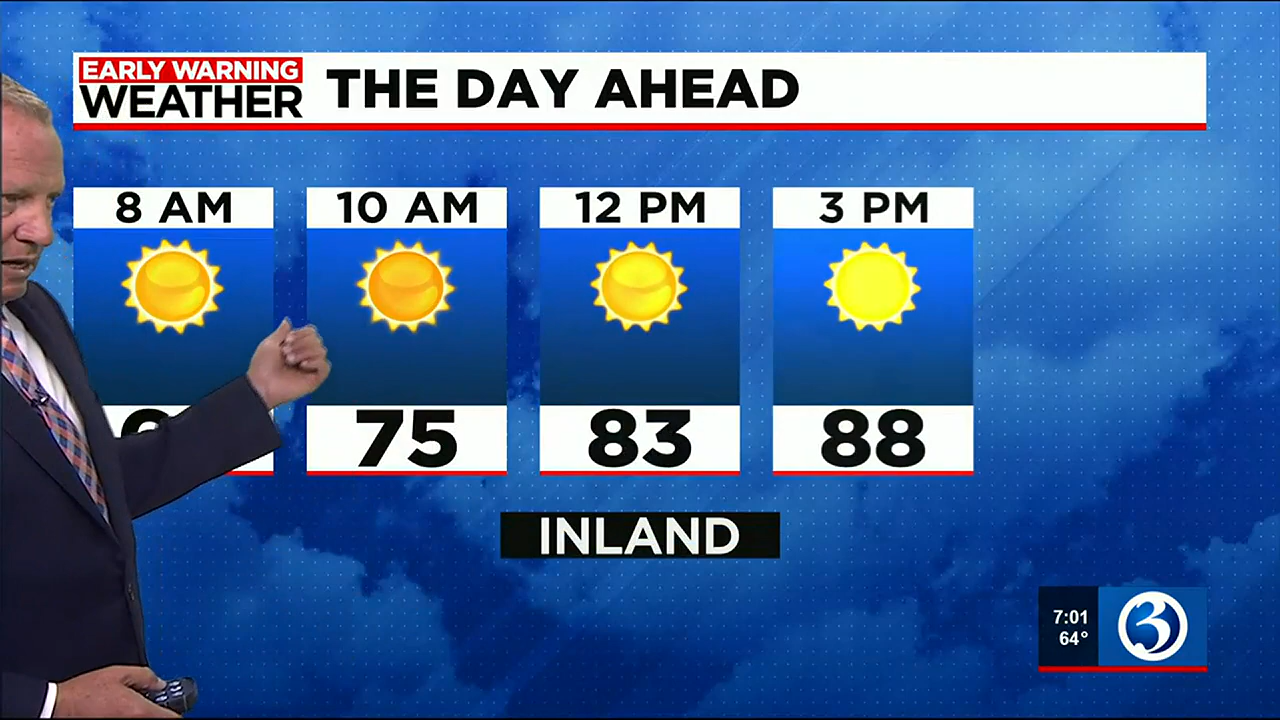 EARLY WARNING
WEATHER
THE DAY AHEAD
8 AM
10 AM
12 PM
3 PM
75
83
88
INLAND
7:01
64°
3